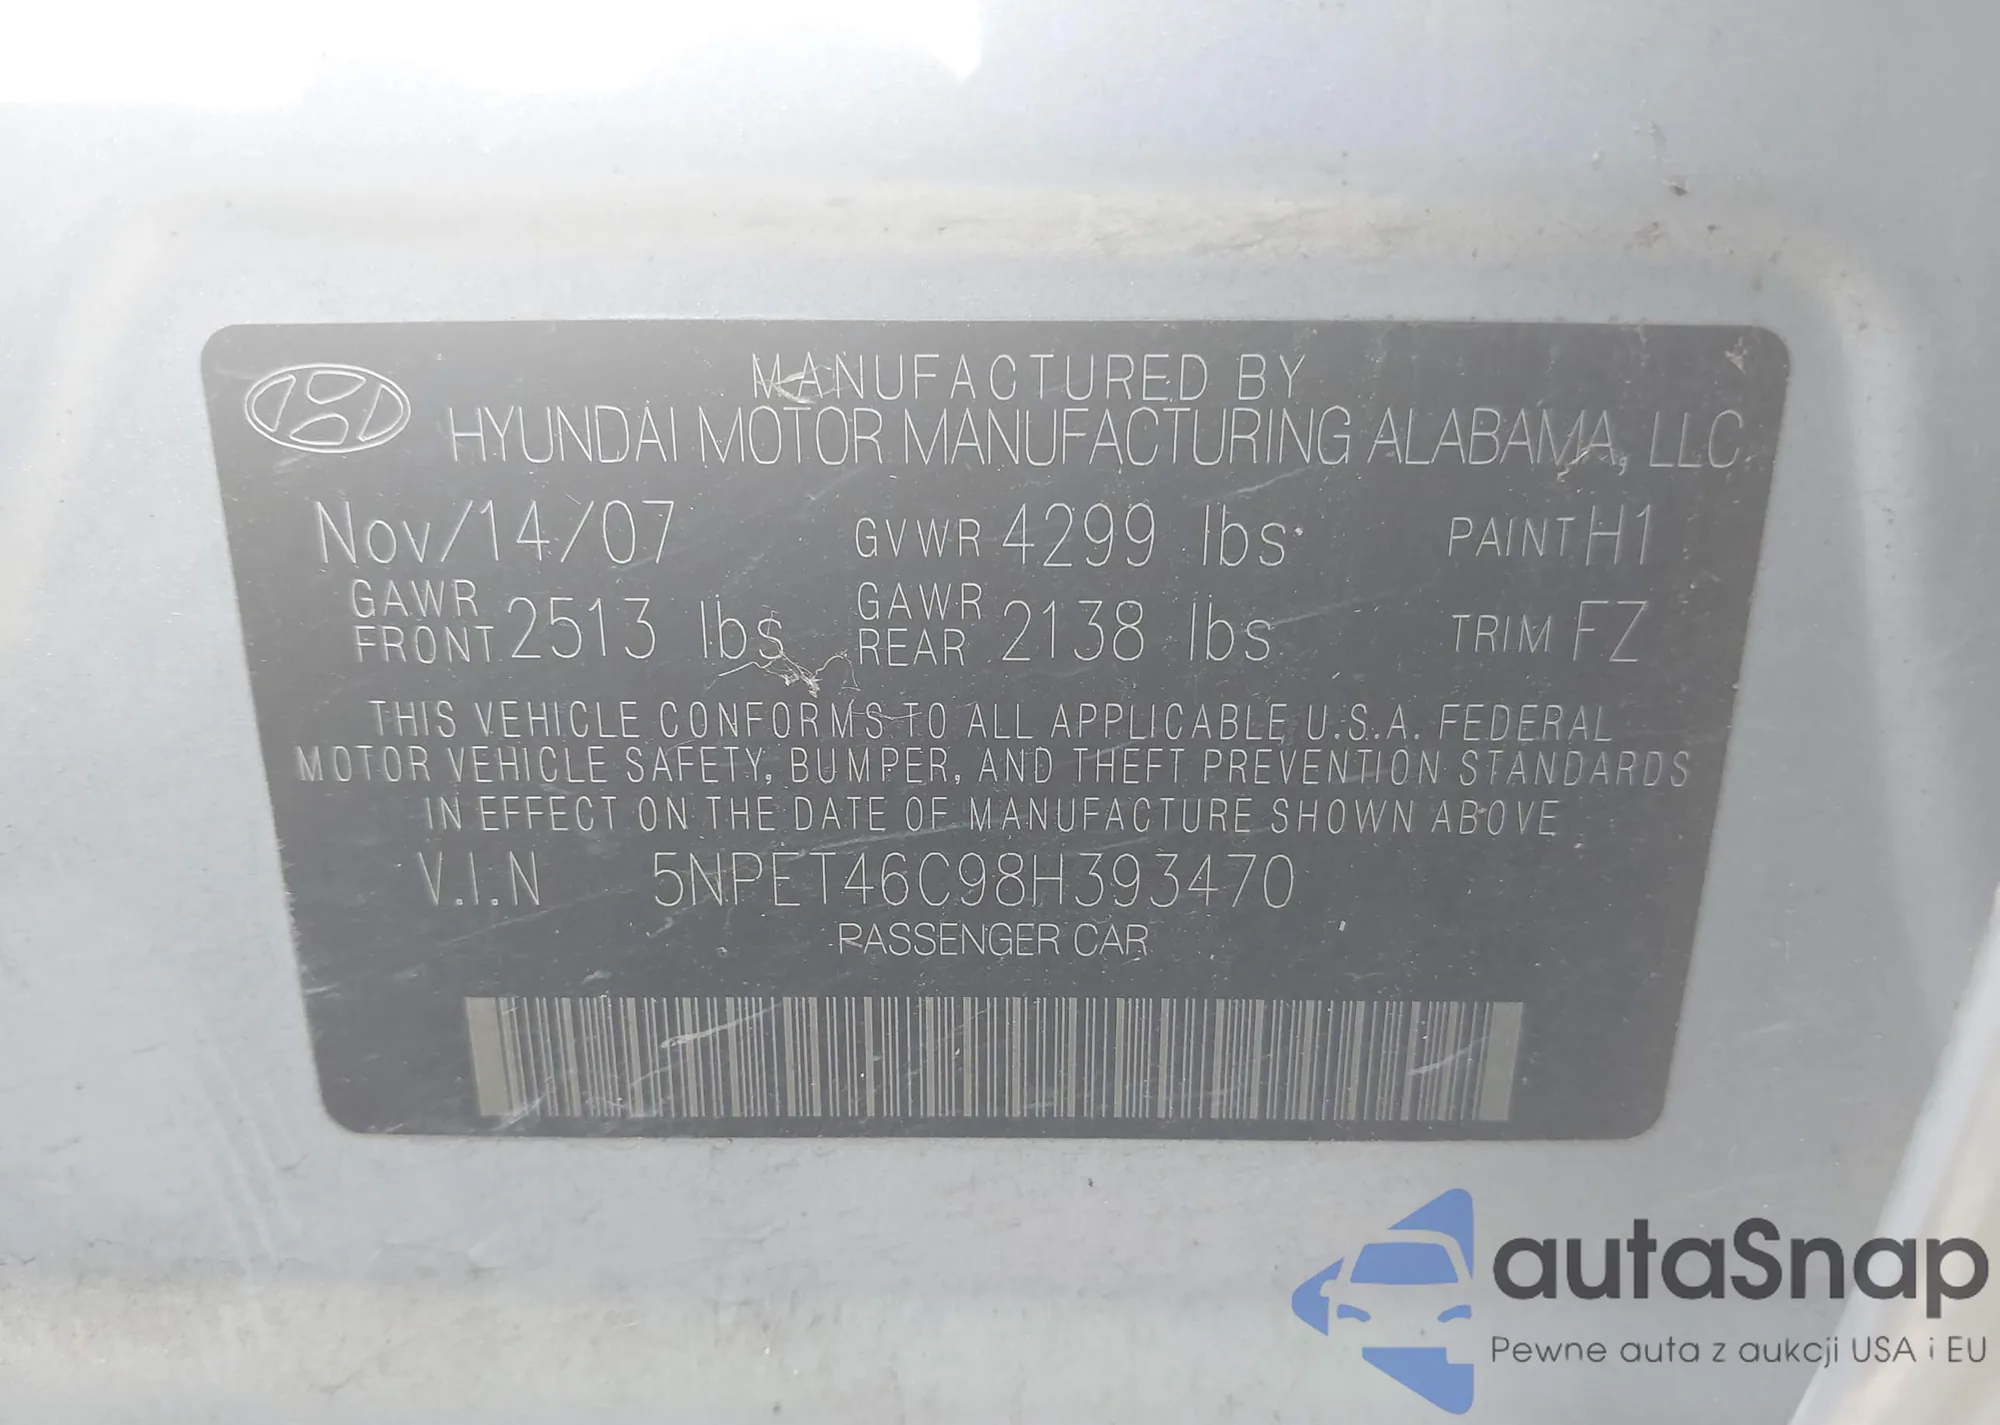 MANUFACTURED BY
HYUNDAI MOTOR MANUFACTURING ALABAMA, LLC
Nov/14/07 GVWR 4299 lbs PAINT H1
GAWR FRONT 2513 lbs GAWR REAR 2138 lbs TRIM FZ
THIS VEHICLE CONFORMS TO ALL APPLICABLE U.S.A. FEDERAL
MOTOR VEHICLE SAFETY, BUMPER, AND THEFT PREVENTION STANDARDS
IN EFFECT ON THE DATE OF MANUFACTURE SHOWN ABOVE
V.I.N 5NPET46C98H393470
PASSENGER CAR
autaSnap
Pewne auta z aukcji USA i EU